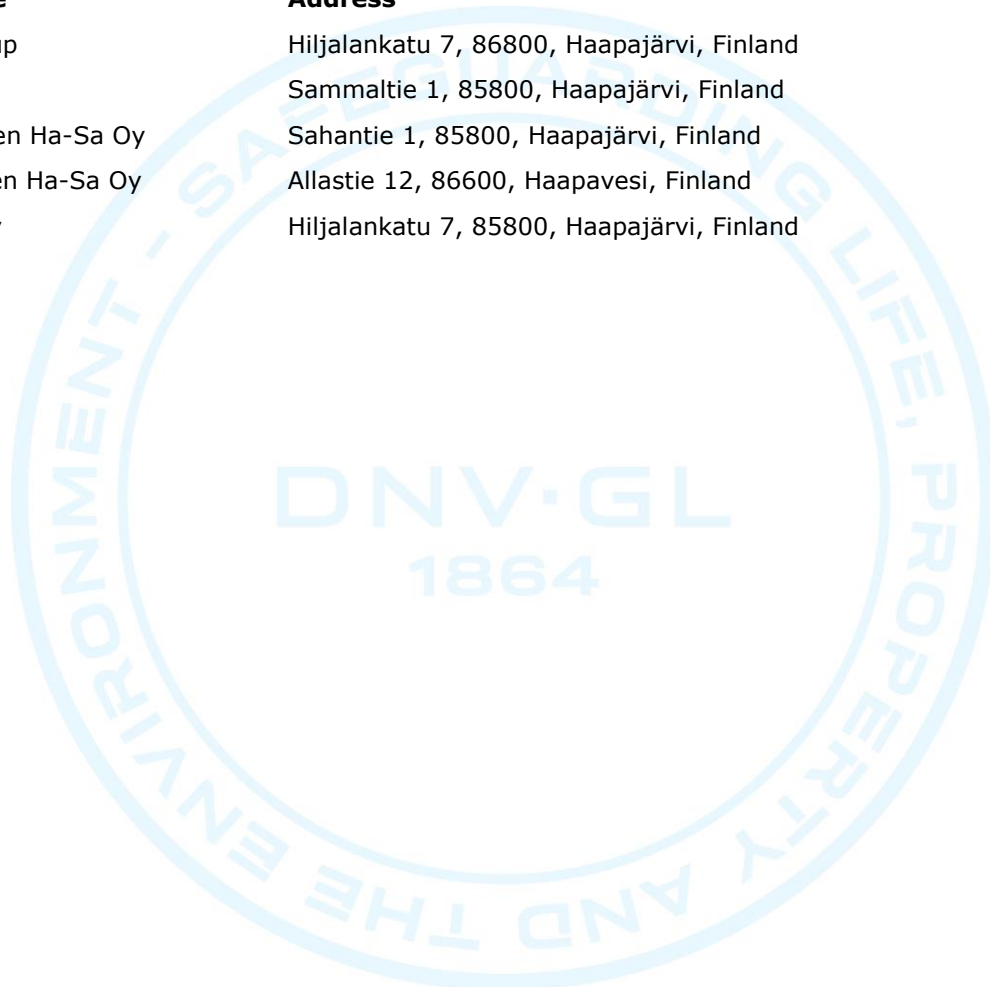 e Address
up Hiljalankatu 7, 86800, Haapajärvi, Finland
Sammaltie 1, 85800, Haapajärvi, Finland
en Ha-Sa Oy Sahantie 1, 85800, Haapajärvi, Finland
en Ha-Sa Oy Allastie 12, 86600, Haapavesi, Finland
y Hiljalankatu 7, 85800, Haapajärvi, Finland
- SAFEGUARDING LIFE, PROPERTY AND THE ENVIRONMENT
DNV·GL
1864